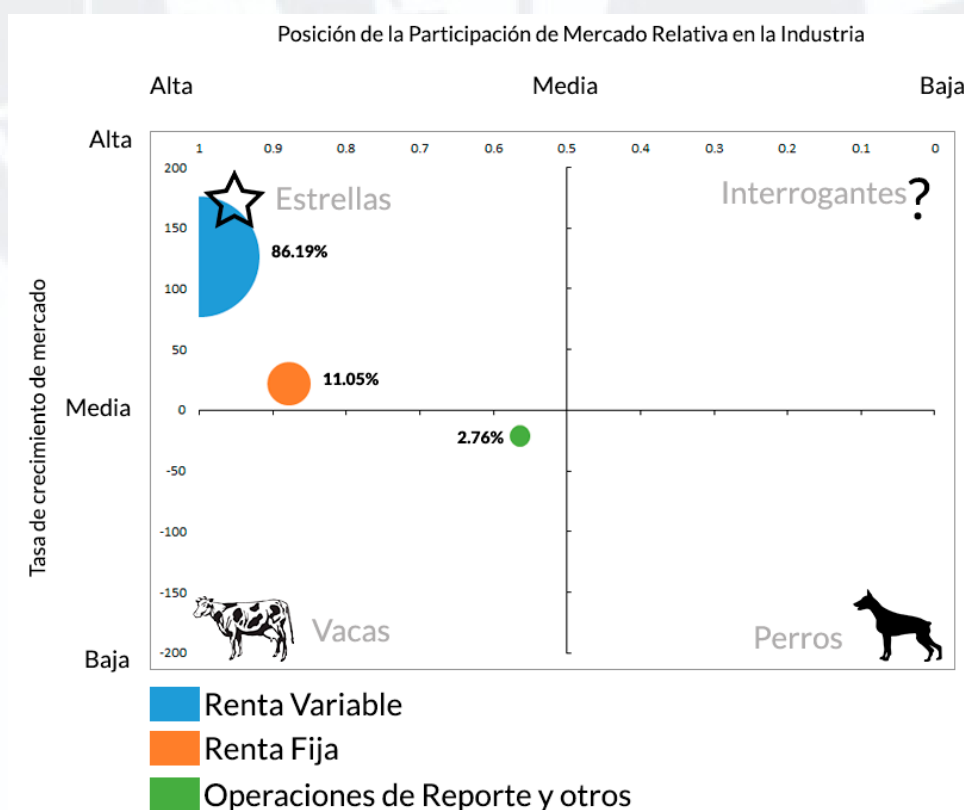 Posición de la Participación de Mercado Relativa en la Industria
Alta Media Baja
Alta
1 0.9 0.8 0.7 0.6 0.5 0.4 0.3 0.2 0.1 0
200
Estrellas Interrogantes ?
150
86.19%
100
50
11.05%
Media 0
2.76%
-50
-100
-150
Vacas Perros
-200
Baja
Tasa de crecimiento de mercado
Renta Variable
Renta Fija
Operaciones de Reporte y otros